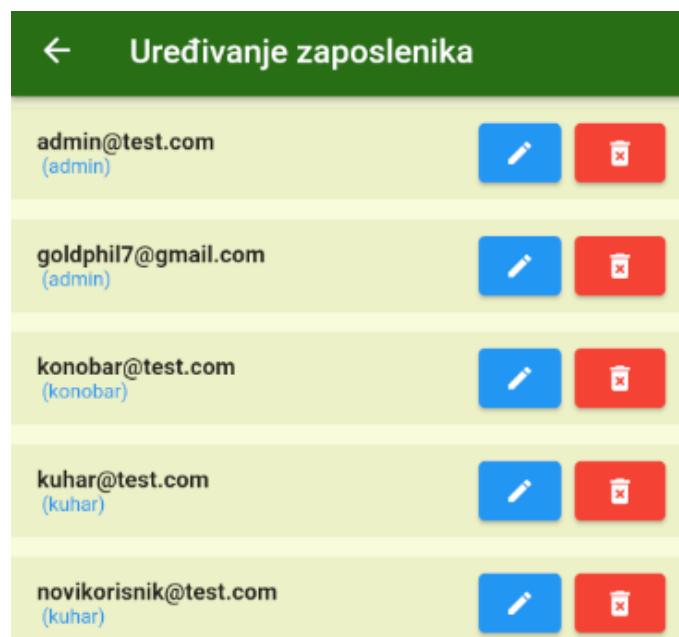 Uređivanje zaposlenika
admin@test.com
(admin)
goldphil7@gmail.com
(admin)
konobar@test.com
(konobar)
kuhar@test.com
(kuhar)
novikorisnik@test.com
(kuhar)